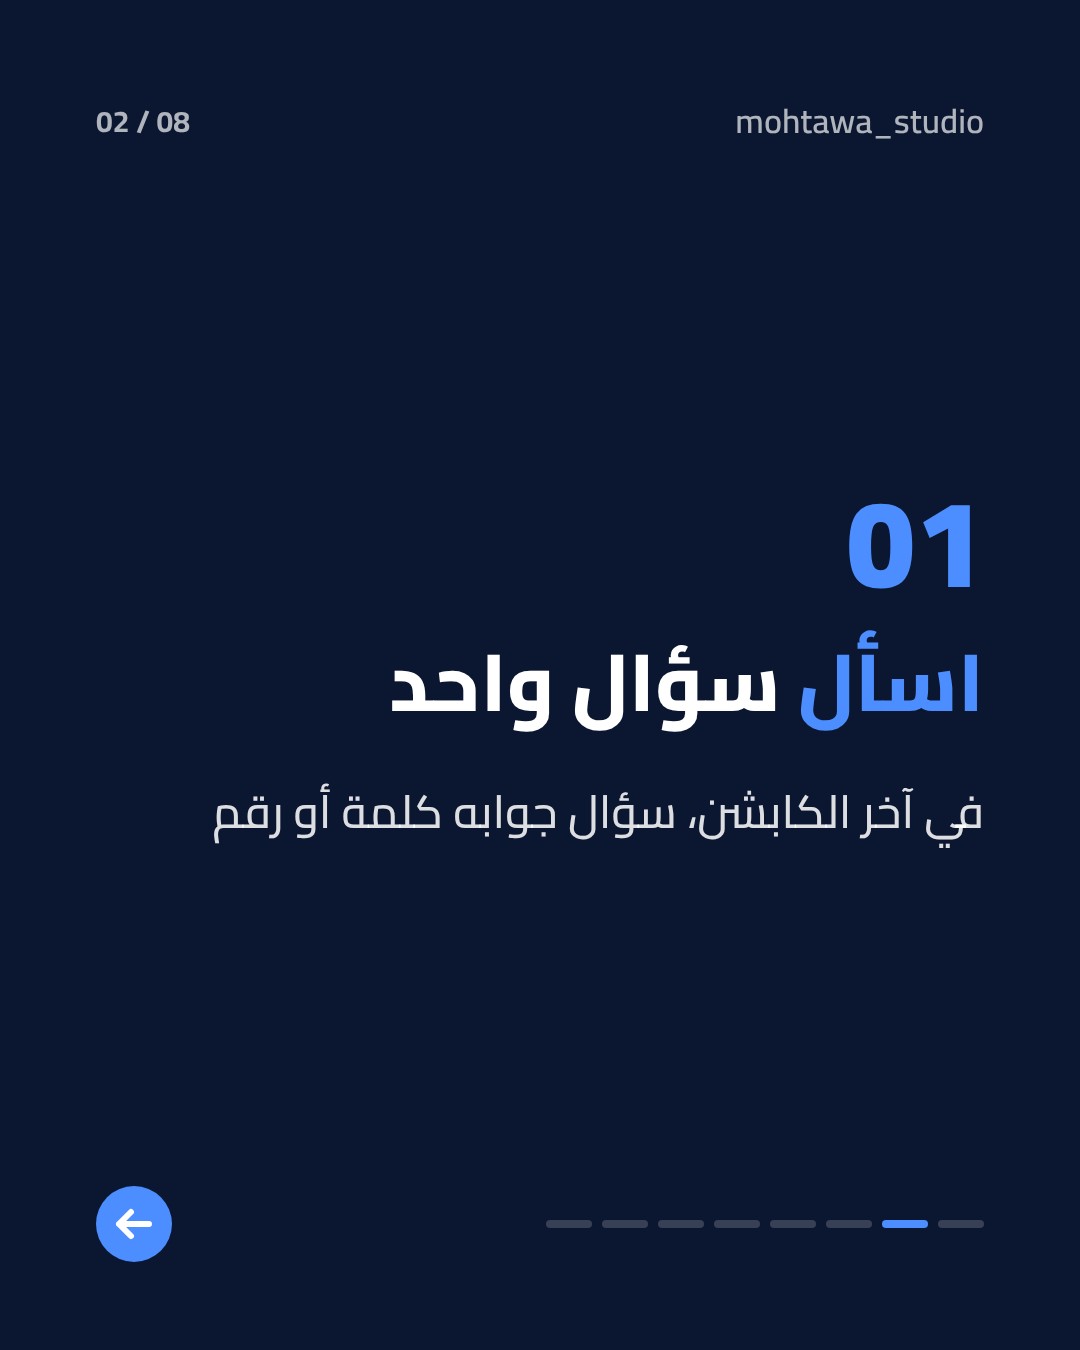 mohtawa_studio
02 / 08
01
اسأل سؤال واحد
في آخر الكابشن، سؤال جوابه كلمة أو رقم